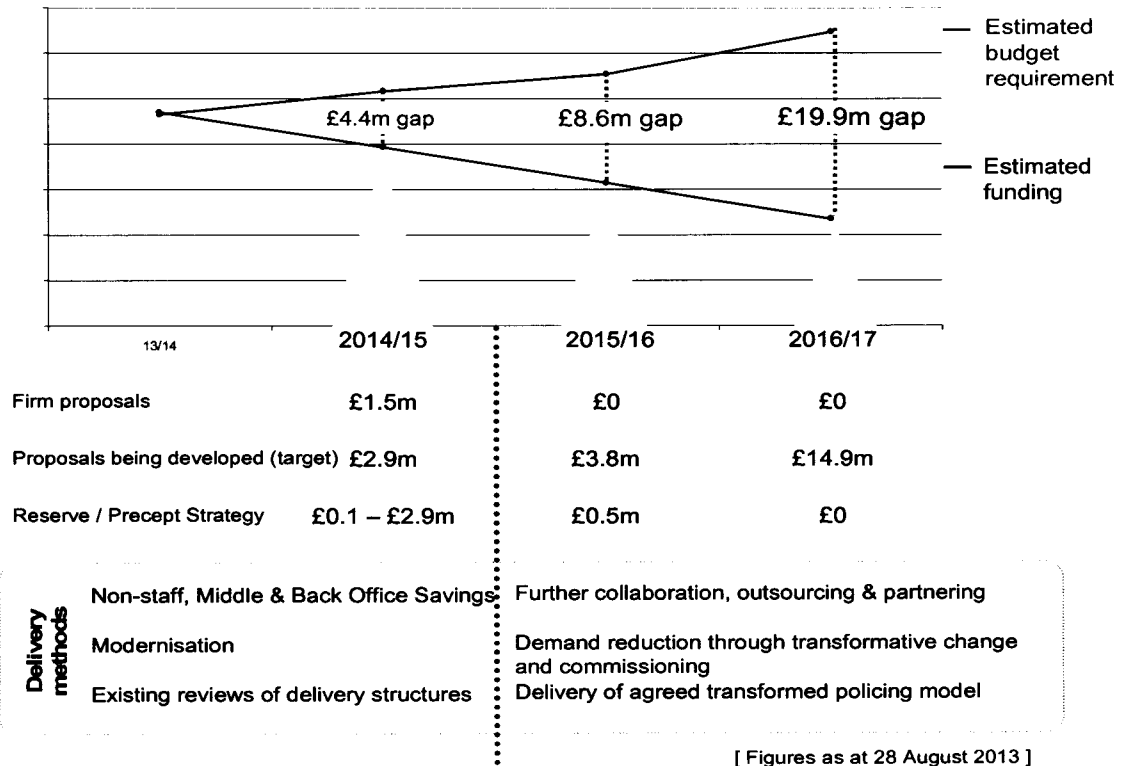 Estimated
budget
requirement
£4.4m gap £8.6m gap £19.9m gap
Estimated
funding
13/14 2014/15 2015/16 2016/17
Firm proposals £1.5m £0 £0
Proposals being developed (target) £2.9m £3.8m £14.9m
Reserve / Precept Strategy £0.1 – £2.9m £0.5m £0
Delivery
methods
Non-staff, Middle & Back Office Savings
Modernisation
Existing reviews of delivery structures
Further collaboration, outsourcing & partnering
Demand reduction through transformative change
and commissioning
Delivery of agreed transformed policing model
[ Figures as at 28 August 2013 ]